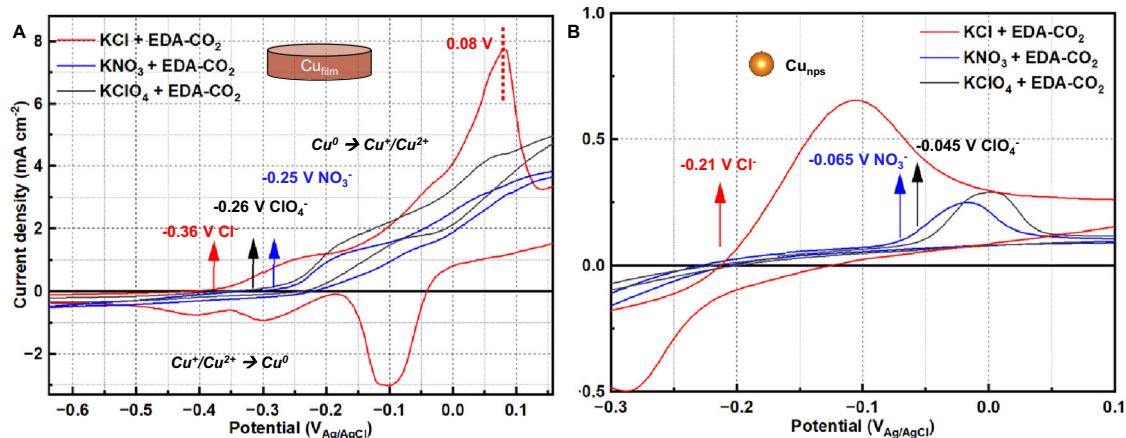 A
KCl + EDA-CO₂
KNO₃ + EDA-CO₂
KClO₄ + EDA-CO₂
Cu_film
0.08 V
Cu⁰ → Cu⁺/Cu²⁺
-0.25 V NO₃⁻
-0.26 V ClO₄⁻
-0.36 V Cl⁻
Cu⁺/Cu²⁺ → Cu⁰
Current density (mA cm⁻²)
8
6
4
2
0
−2
−0.6 −0.5 −0.4 −0.3 −0.2 −0.1 0.0 0.1
Potential (V_Ag/AgCl)
B
KCl + EDA-CO₂
KNO₃ + EDA-CO₂
KClO₄ + EDA-CO₂
Cu_nps
-0.045 V ClO₄⁻
-0.065 V NO₃⁻
-0.21 V Cl⁻
1.0
0.5
0.0
-0.5
−0.3 −0.2 −0.1 0.0 0.1
Potential (V_Ag/AgCl)